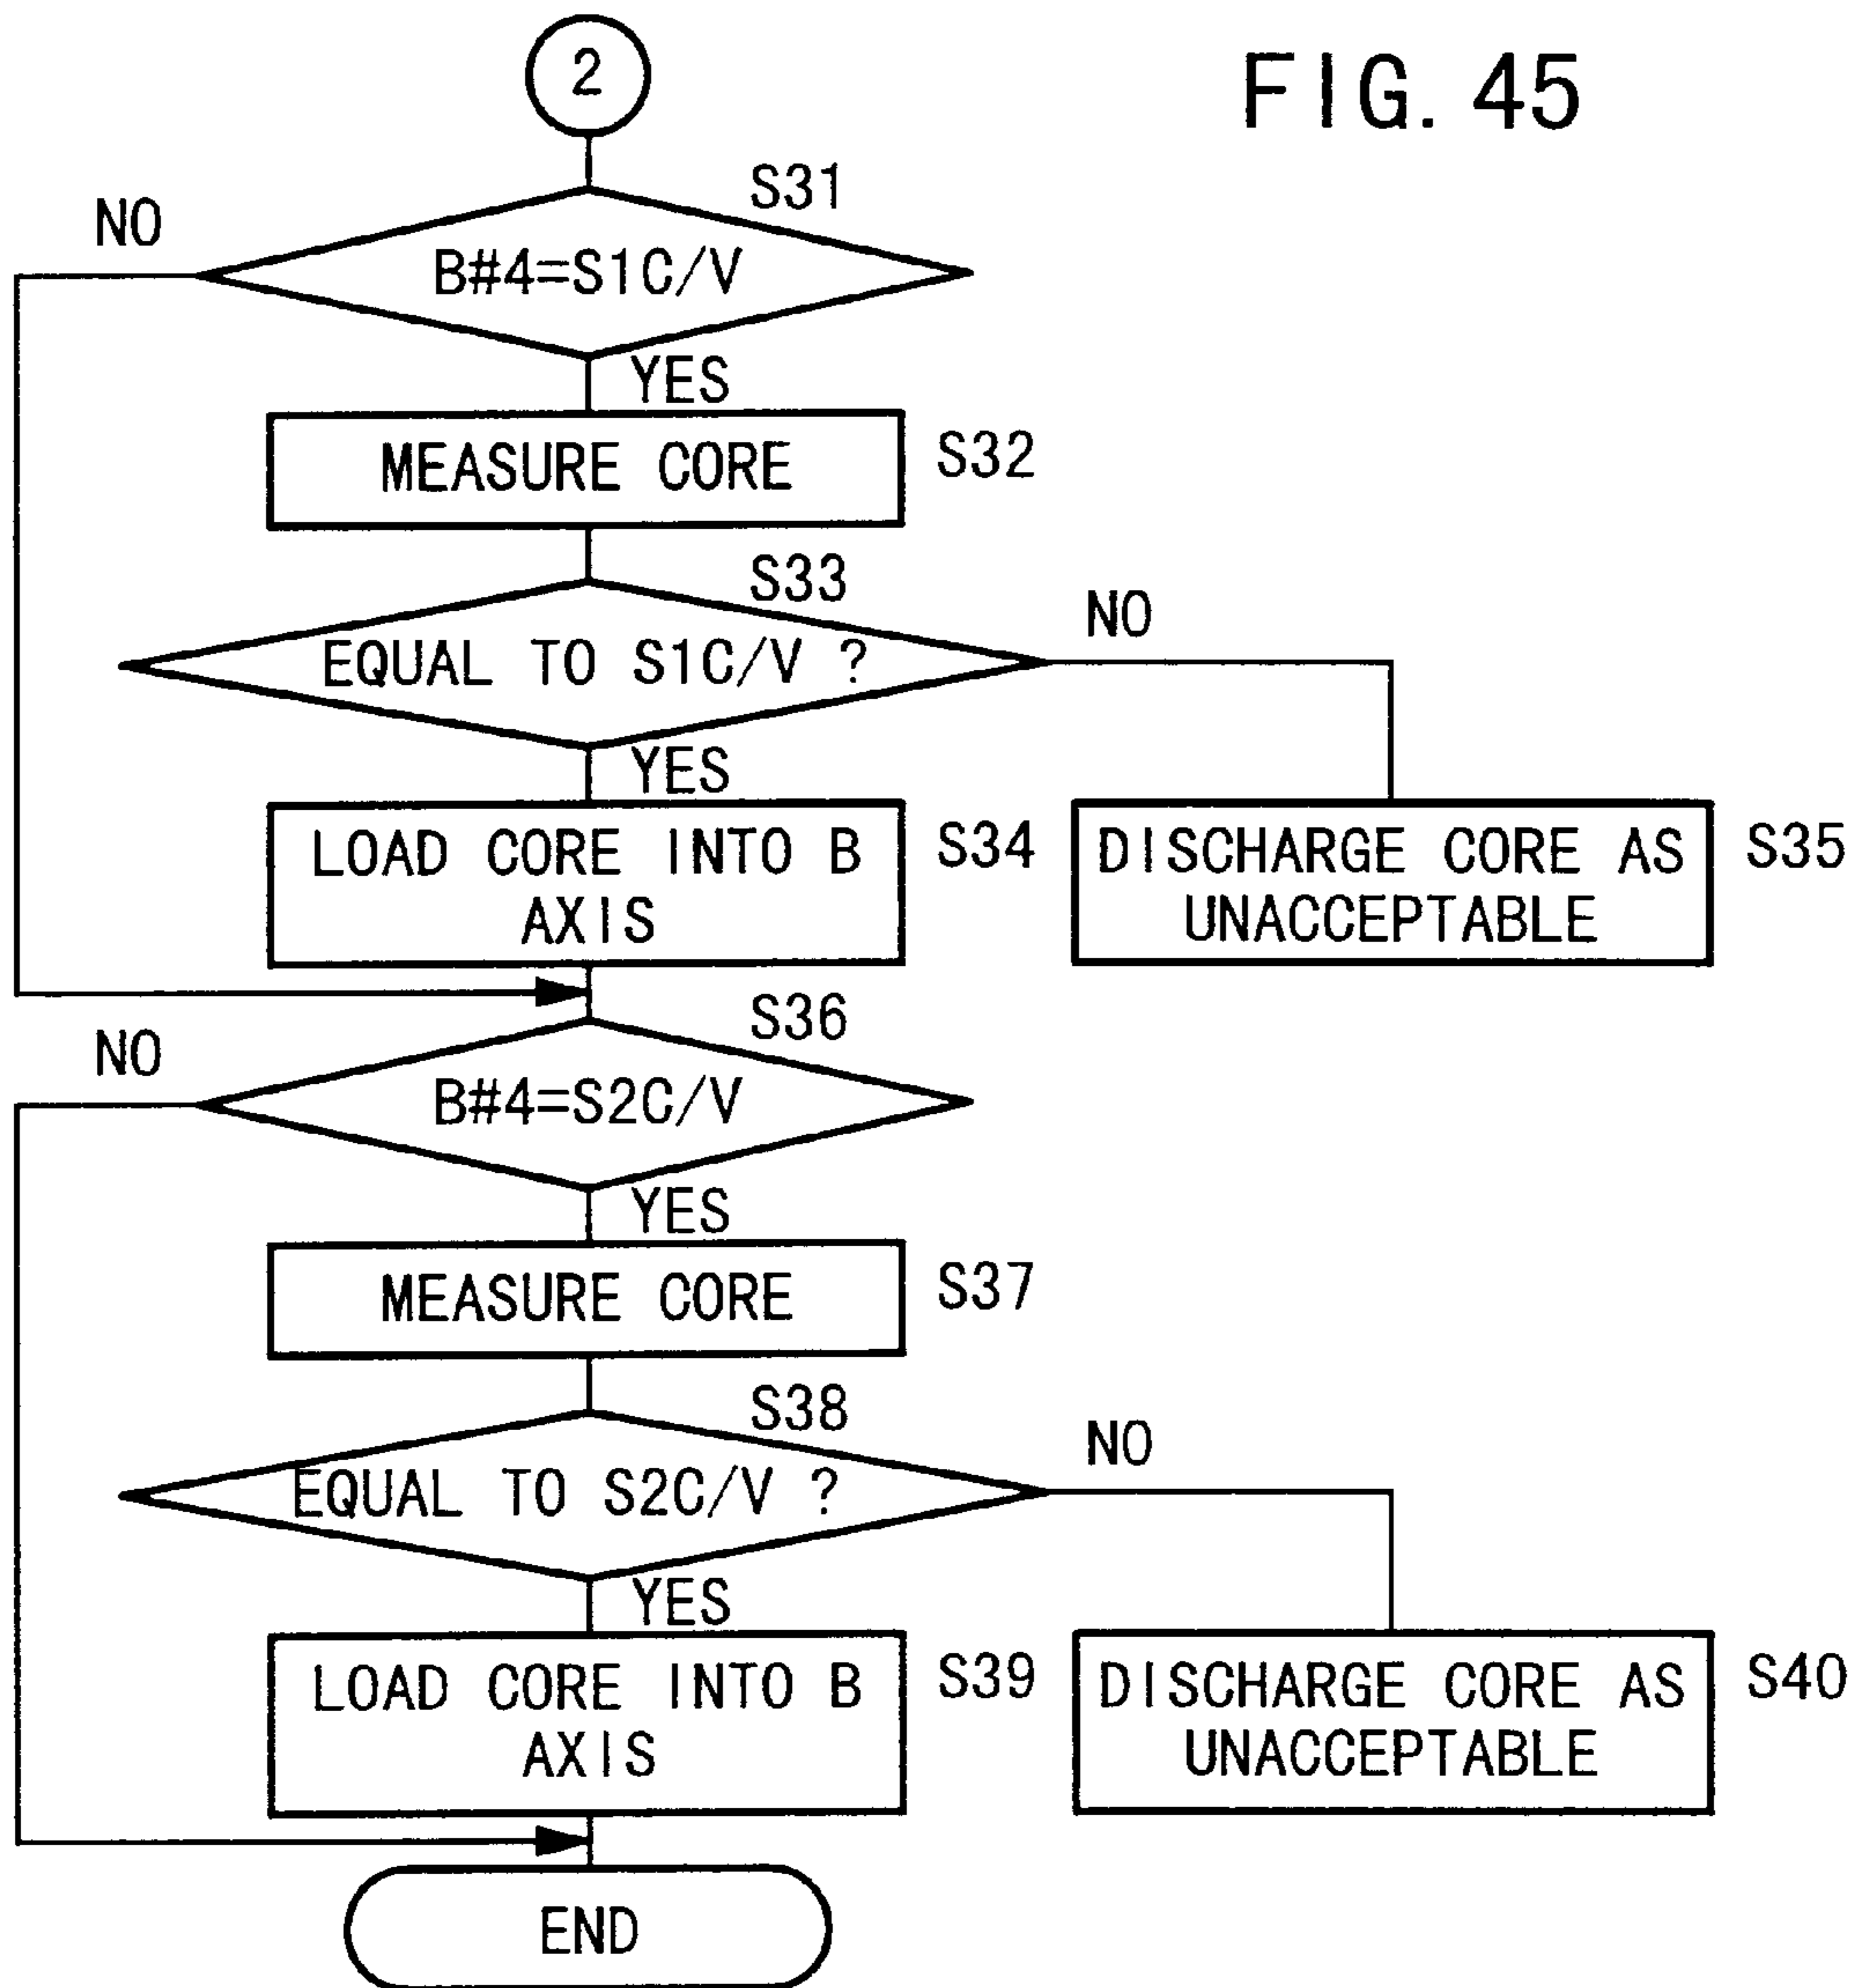 FIG. 45
2
S31
NO
B#4=S1C/V
YES
MEASURE CORE
S32
S33
NO
EQUAL TO S1C/V ?
YES
LOAD CORE INTO B
AXIS
S34
DISCHARGE CORE AS
UNACCEPTABLE
S35
S36
NO
B#4=S2C/V
YES
MEASURE CORE
S37
S38
NO
EQUAL TO S2C/V ?
YES
LOAD CORE INTO B
AXIS
S39
DISCHARGE CORE AS
UNACCEPTABLE
S40
END